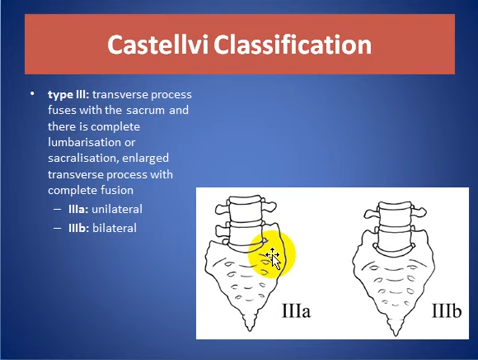 Castellvi Classification
• type III: transverse process
fuses with the sacrum and
there is complete
lumbarisation or
sacralisation, enlarged
transverse process with
complete fusion
– IIIa: unilateral
– IIIb: bilateral
IIIa
IIIb